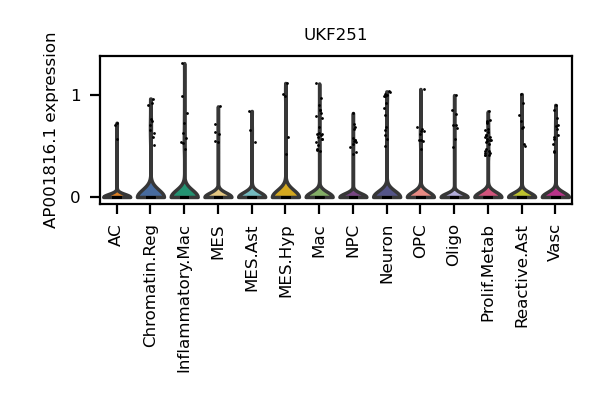 UKF251
AP001816.1 expression
1
0
AC
Chromatin.Reg
Inflammatory.Mac
MES
MES.Ast
MES.Hyp
Mac
NPC
Neuron
OPC
Oligo
Prolif.Metab
Reactive.Ast
Vasc